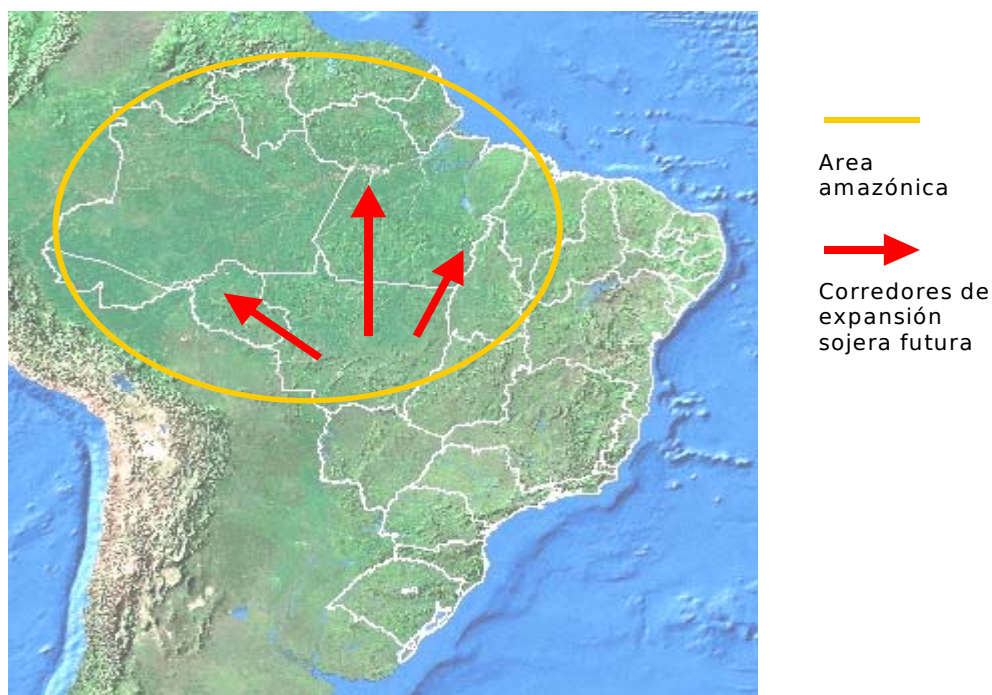 Area
amazónica
Corredores de
expansión
sojera futura